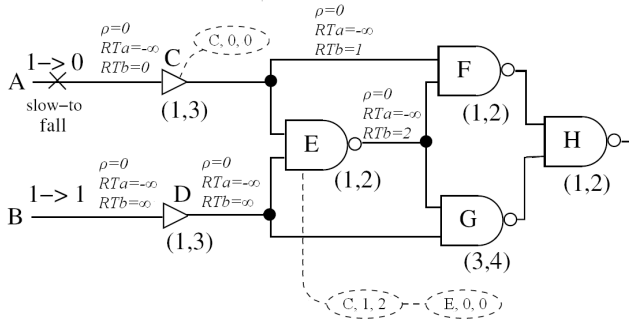 ρ=0
RTa=-∞
RTb=1
ρ=0
RTa=-∞
RTb=0
C, 0, 0
1–> 0
C
A
slow–to
fall
(1,3)
F
(1,2)
ρ=0
RTa=-∞
RTb=2
E
(1,2)
H
(1,2)
ρ=0
RTa=-∞
RTb=∞
ρ=0
RTa=-∞
RTb=∞
1–> 1
D
B
(1,3)
G
(3,4)
C, 1, 2
E, 0, 0